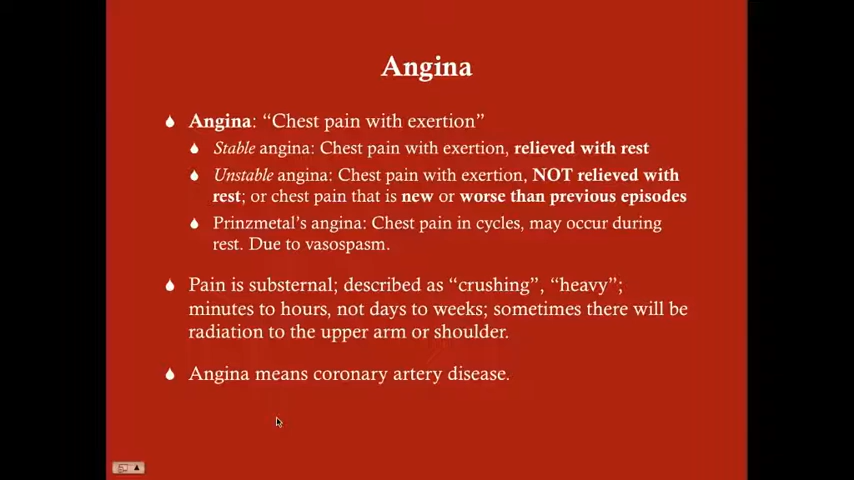 Angina
Angina: “Chest pain with exertion”
Stable angina: Chest pain with exertion, relieved with rest
Unstable angina: Chest pain with exertion, NOT relieved with
rest; or chest pain that is new or worse than previous episodes
Prinzmetal’s angina: Chest pain in cycles, may occur during
rest. Due to vasospasm.
Pain is substernal; described as “crushing”, “heavy”;
minutes to hours, not days to weeks; sometimes there will be
radiation to the upper arm or shoulder.
Angina means coronary artery disease.